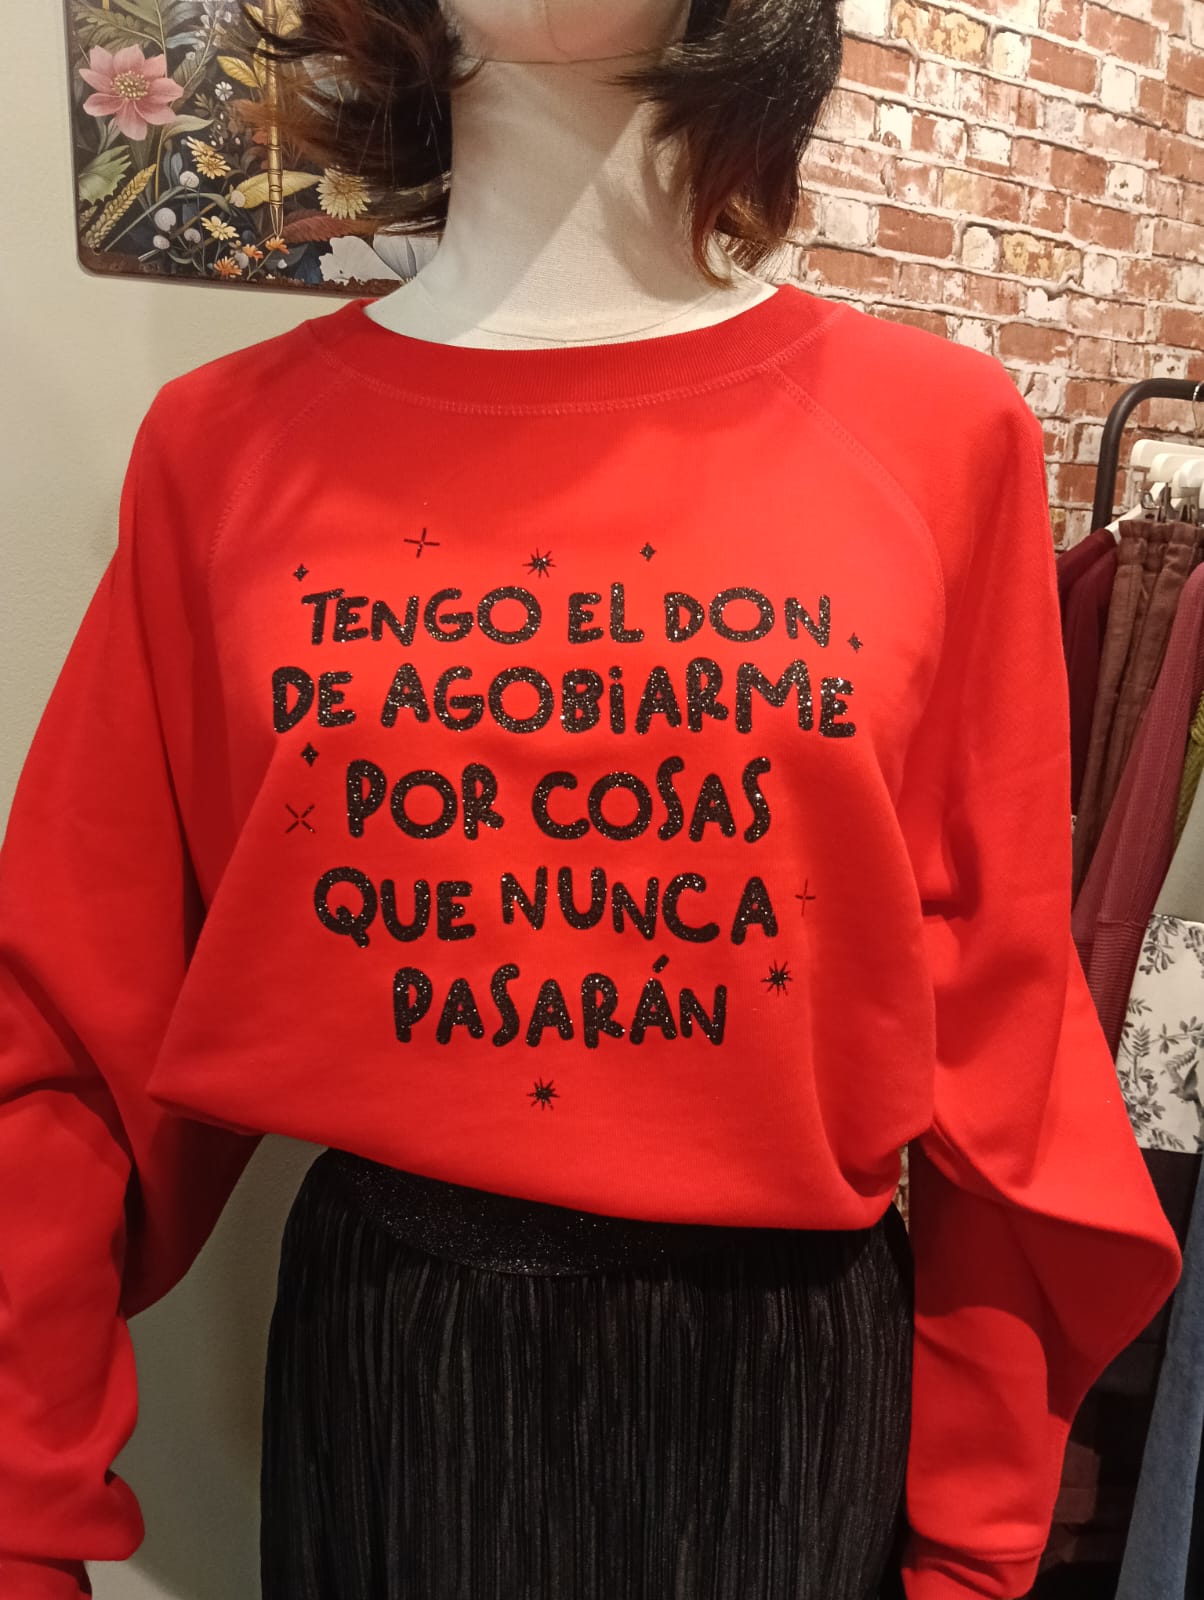 TENGO EL DON
DE AGOBiARME
POR COSAS
QUE NUNCA
PASARÁN